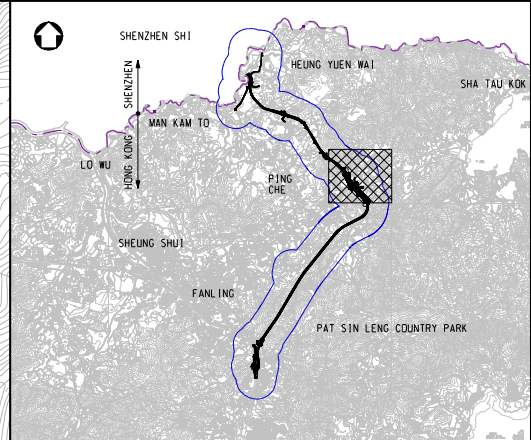 SHENZHEN SHI
HEUNG YUEN WAI
SHENZHEN
SHA TAU KOK
MAN KAM TO
LO WU
HONG KONG
PING
CHE
SHEUNG SHUI
FANLING
PAT SIN LENG COUNTRY PARK